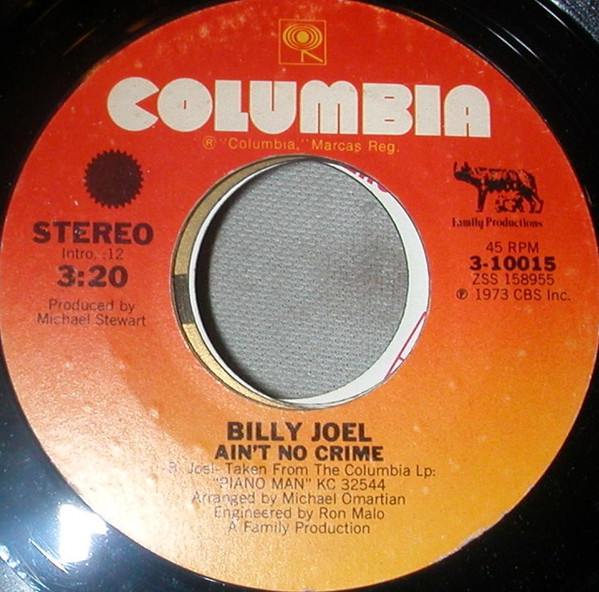 COLUMBIA
® "Columbia," Marcas Reg.
STEREO
Intro. :12
3:20
Produced by
Michael Stewart
Family Productions
45 RPM
3-10015
ZSS 158955
℗ 1973 CBS Inc.
BILLY JOEL
AIN'T NO CRIME
-B. Joel- Taken From The Columbia Lp:
"PIANO MAN" KC 32544
Arranged by Michael Omartian
Engineered by Ron Malo
A Family Production